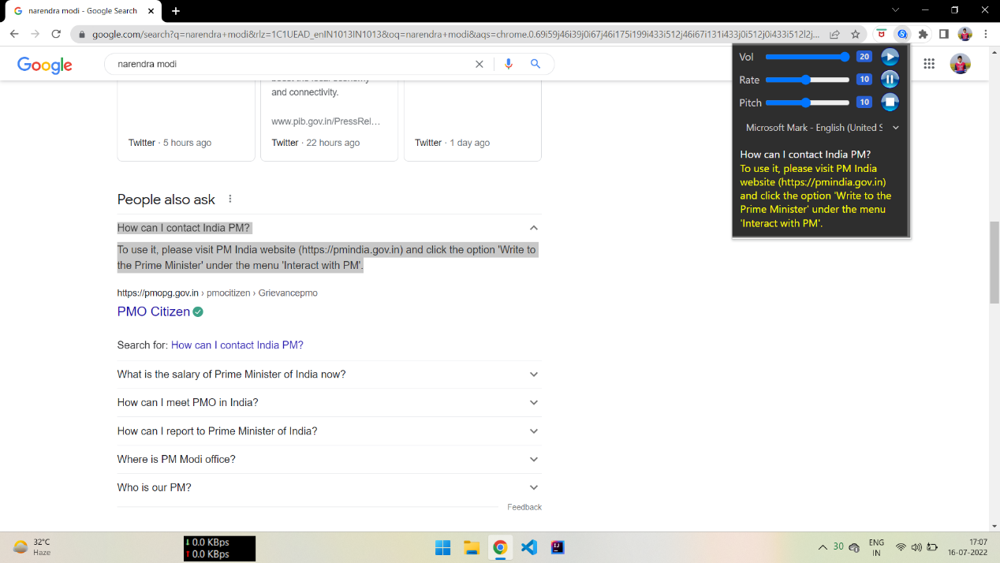 narendra modi - Google Search
google.com/search?q=narendra+modi&rlz=1C1UEAD_enIN1013IN1013&oq=narendra+modi&aqs=chrome.0.69i59j46i39j0i67j46i175i199i433i512j46i67i131i433j0i512j0i433i512l2j...
Google
narendra modi
and connectivity.
www.pib.gov.in/PressRel...
Twitter · 5 hours ago
Twitter · 22 hours ago
Twitter · 1 day ago
People also ask
How can I contact India PM?
To use it, please visit PM India website (https://pmindia.gov.in) and click the option 'Write to
the Prime Minister' under the menu 'Interact with PM'.
https://pmopg.gov.in › pmocitizen › Grievancepmo
PMO Citizen
Search for: How can I contact India PM?
What is the salary of Prime Minister of India now?
How can I meet PMO in India?
How can I report to Prime Minister of India?
Where is PM Modi office?
Who is our PM?
Feedback
Vol 20
Rate 10
Pitch 10
Microsoft Mark - English (United S
How can I contact India PM?
To use it, please visit PM India
website (https://pmindia.gov.in)
and click the option 'Write to the
Prime Minister' under the menu
'Interact with PM'.
32°C
Haze
↓ 0.0 KBps
↑ 0.0 KBps
30
ENG
IN
17:07
16-07-2022